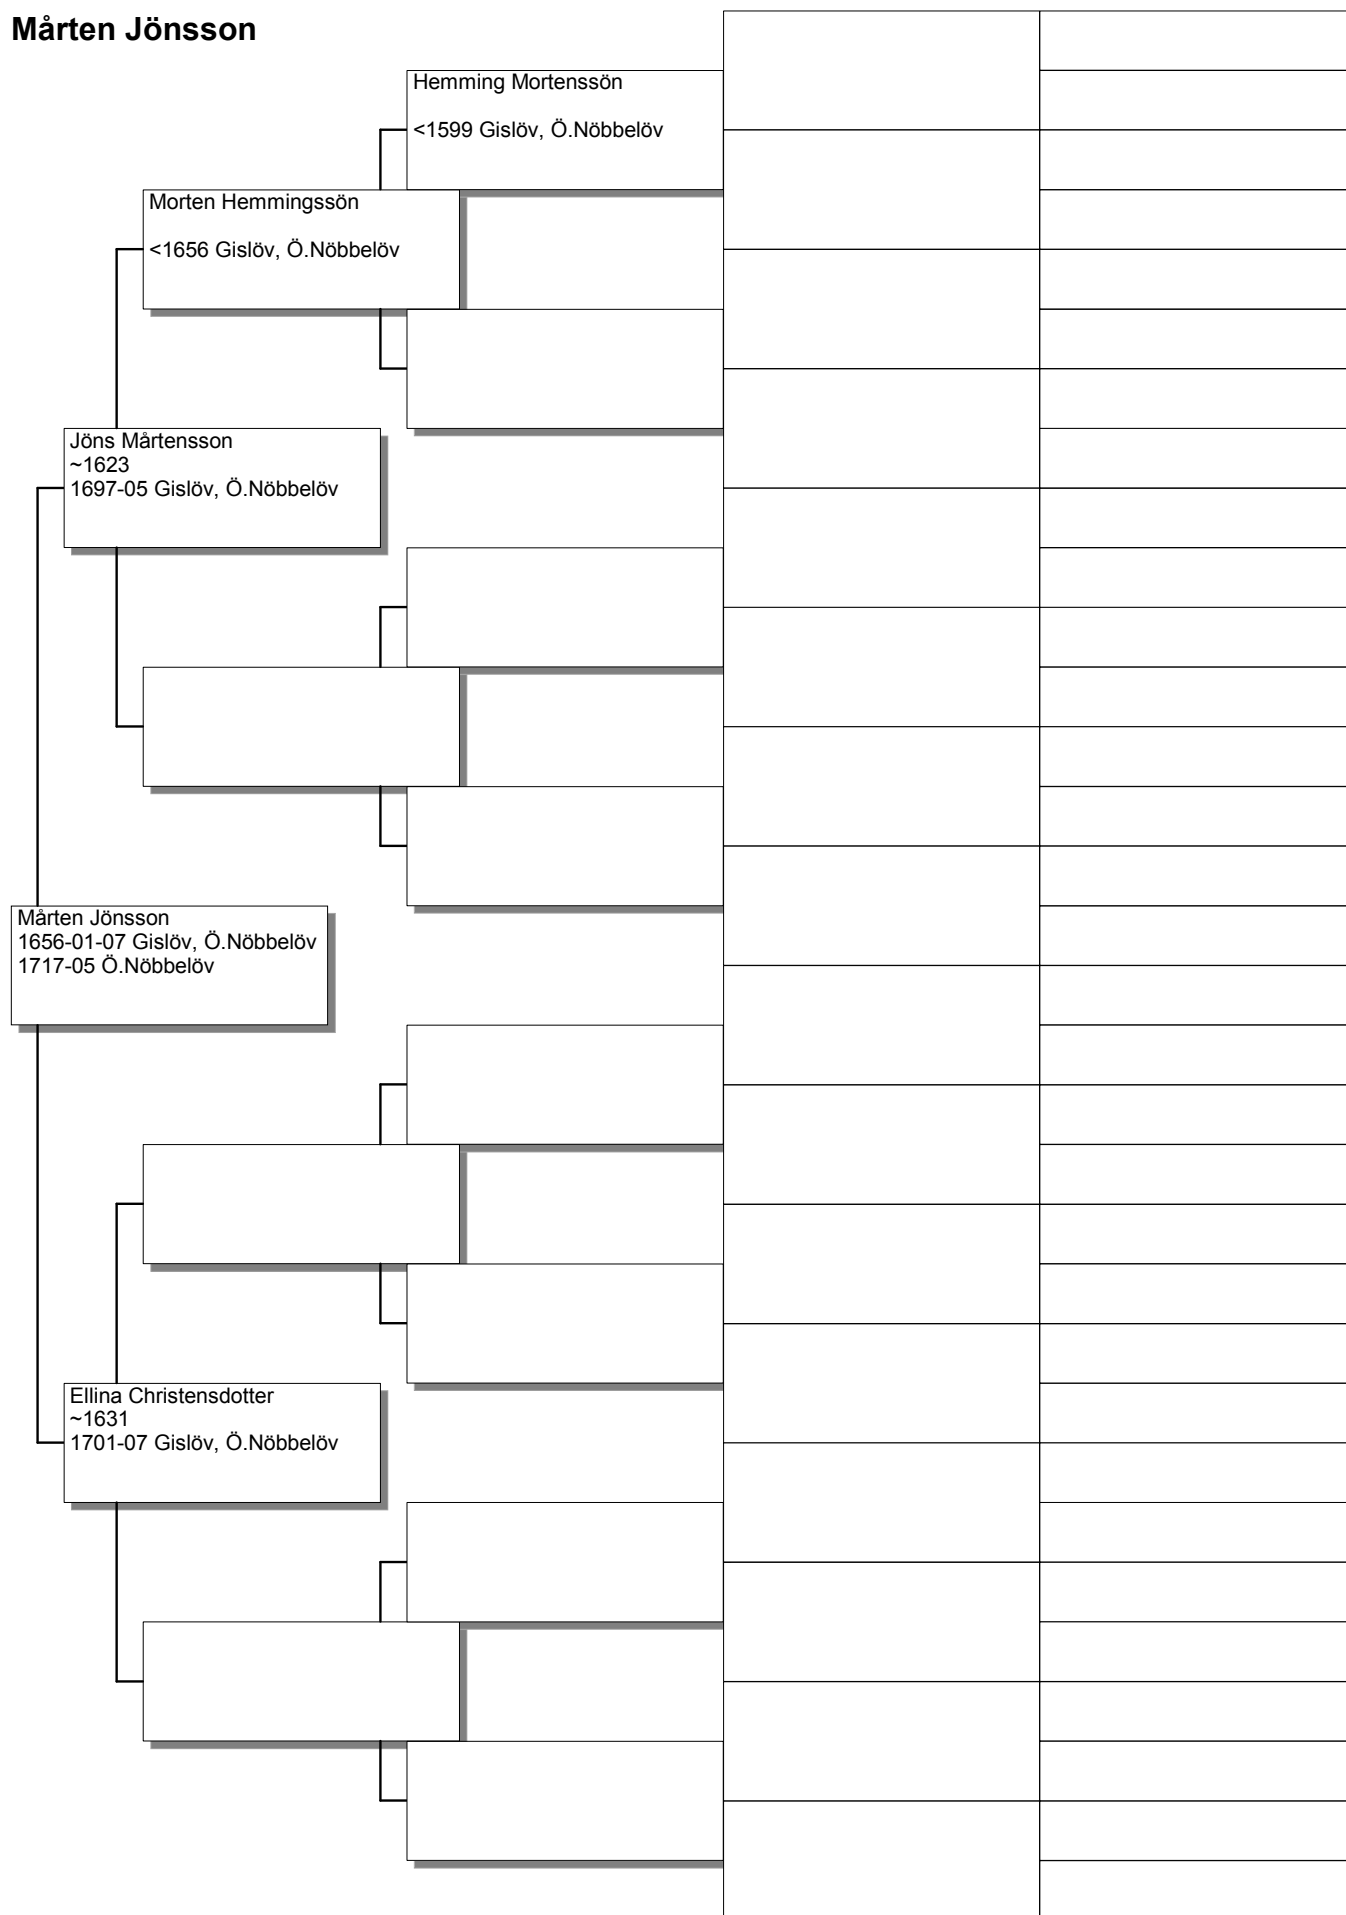 Mårten Jönsson
Hemming Mortenssön
<1599 Gislöv, Ö.Nöbbelöv
Morten Hemmingssön
<1656 Gislöv, Ö.Nöbbelöv
Jöns Mårtensson
~1623
1697-05 Gislöv, Ö.Nöbbelöv
Mårten Jönsson
1656-01-07 Gislöv, Ö.Nöbbelöv
1717-05 Ö.Nöbbelöv
Ellina Christensdotter
~1631
1701-07 Gislöv, Ö.Nöbbelöv